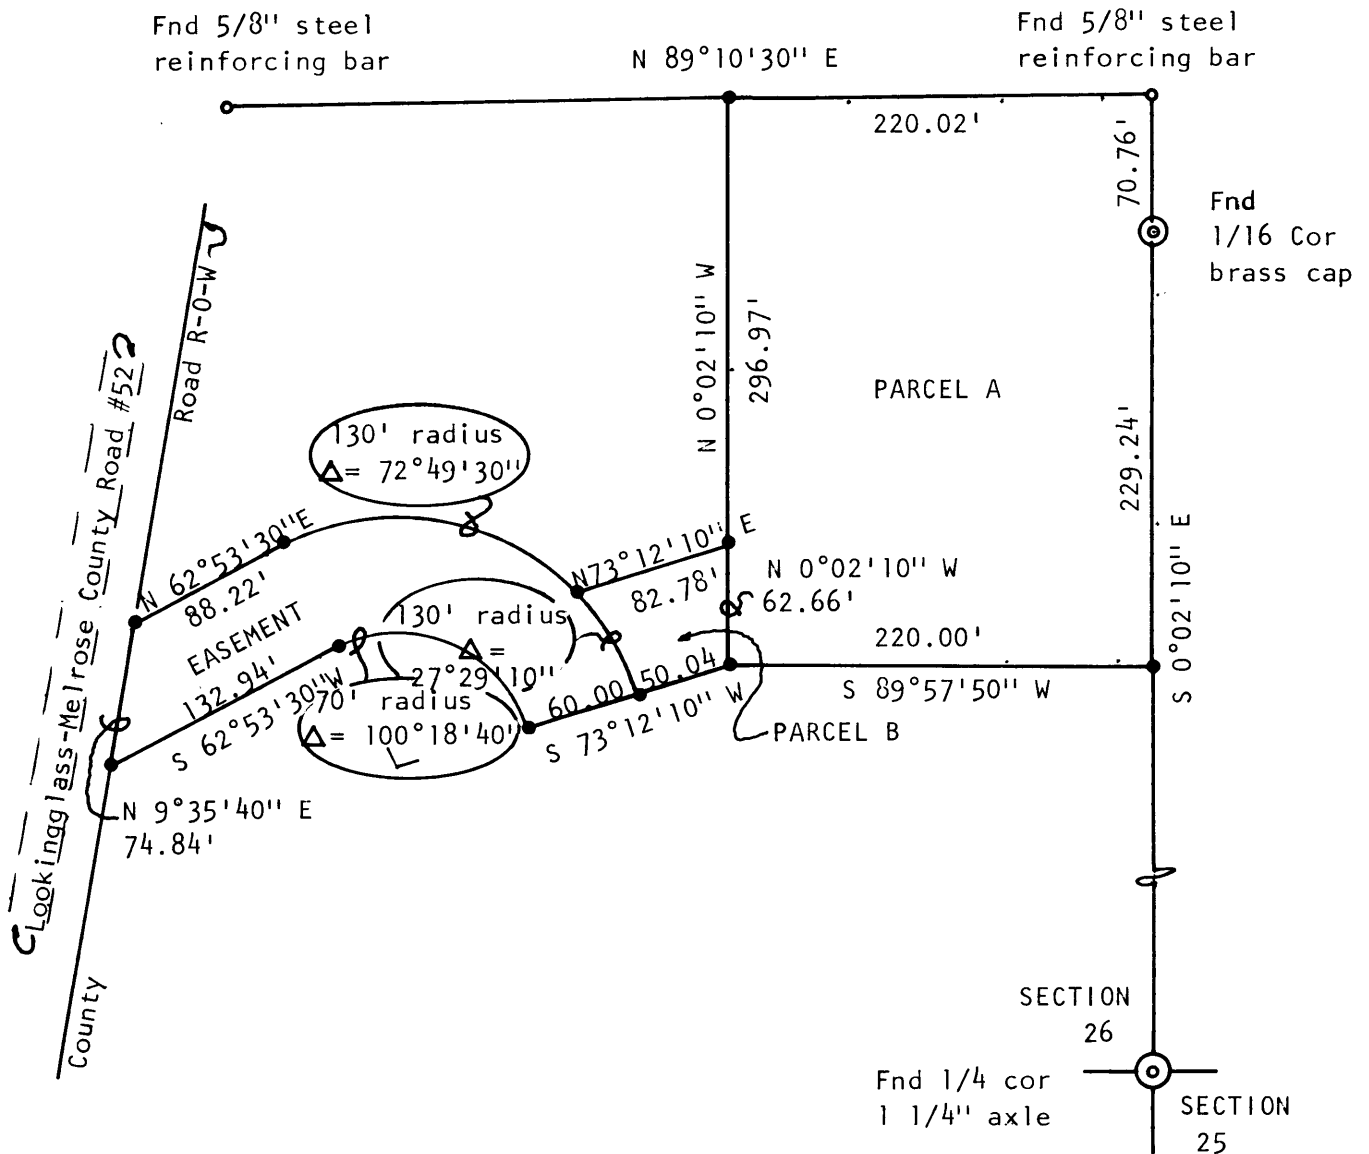 Fnd 5/8" steel
reinforcing bar
N 89°10'30" E
Fnd 5/8" steel
reinforcing bar
220.02'
70.76'
Fnd
1/16 Cor
brass cap
Road R-O-W
County
Lookingglass-Melrose County Road #52
N 0°02'10" W
296.97'
PARCEL A
229.24'
S 0°02'10" E
130' radius
Δ= 72°49'30"
N 62°53'30"E
88.22'
EASEMENT
132.94'
S 62°53'30"W
N73°12'10" E
82.78'
N 0°02'10" W
62.66'
130' radius
Δ=
27°29'10"
70' radius
Δ= 100°18'40"
60.00
50.04
S 73°12'10" W
220.00'
S 89°57'50" W
PARCEL B
N 9°35'40" E
74.84'
SECTION
26
Fnd 1/4 cor
1 1/4" axle
SECTION
25